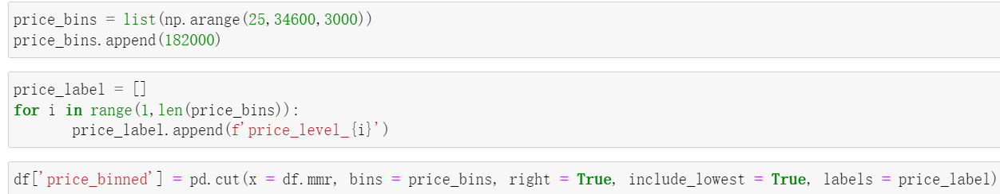 price_bins = list(np.arange(25,34600,3000))
price_bins.append(182000)
price_label = []
for i in range(1,len(price_bins)):
       price_label.append(f'price_level_{i}')
df['price_binned'] = pd.cut(x = df.mmr, bins = price_bins, right = True, include_lowest = True, labels = price_label)